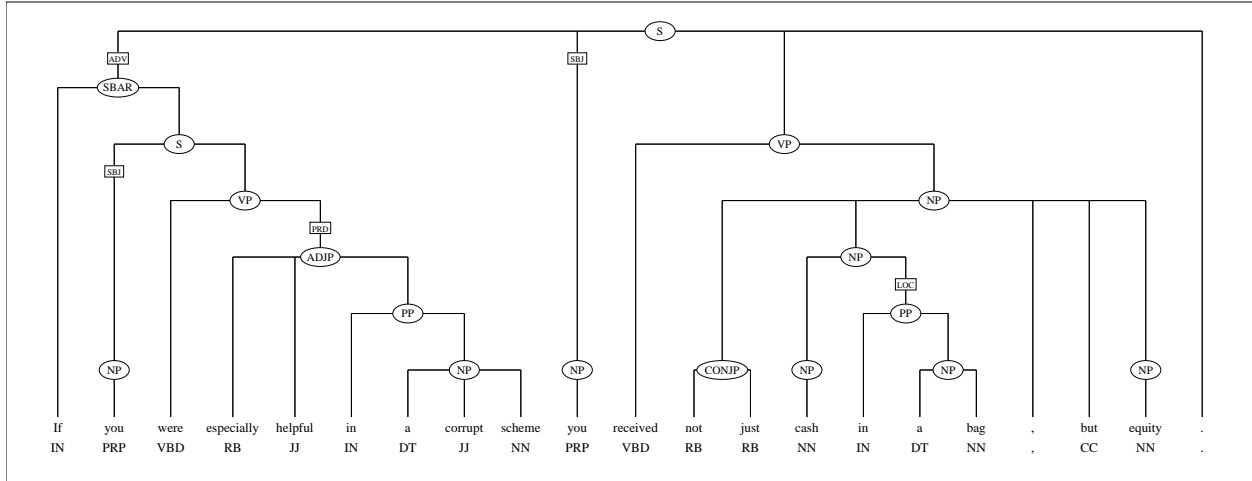 S
ADV SBJ
SBAR
S VP
SBJ
VP NP
PRD
ADJP NP
LOC
PP PP
NP NP NP CONJP NP NP NP
If you were especially helpful in a corrupt scheme you received not just cash in a bag , but equity .
IN PRP VBD RB JJ IN DT JJ NN PRP VBD RB RB NN IN DT NN , CC NN .